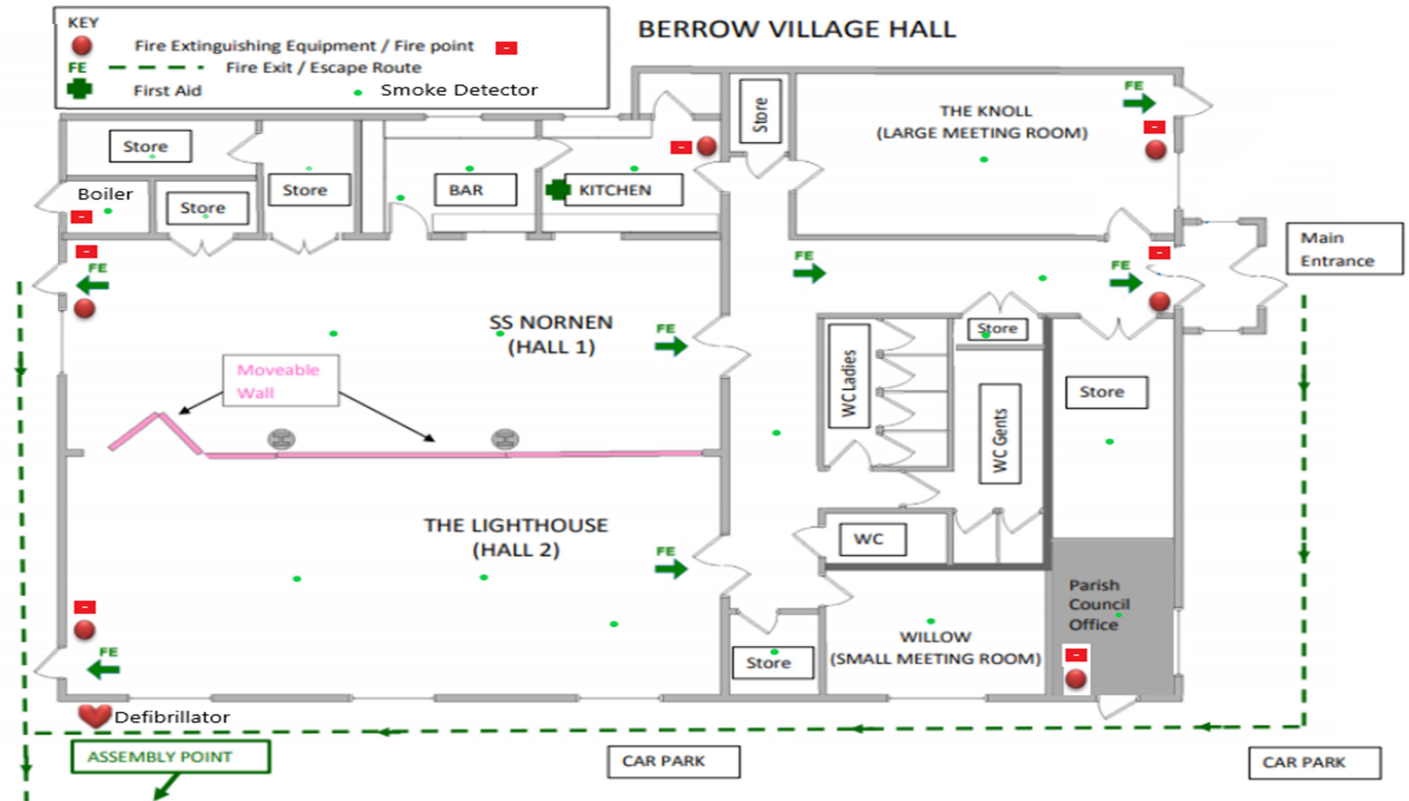 KEY
BERROW VILLAGE HALL
Fire Extinguishing Equipment / Fire point
FE Fire Exit / Escape Route
First Aid
Smoke Detector
Store
THE KNOLL
(LARGE MEETING ROOM)
FE
Store
Boiler
Store
Store
BAR
KITCHEN
Main
Entrance
FE
FE
FE
SS NORNEN
(HALL 1)
FE
Store
Moveable
Wall
WC Ladies
WC Gents
Store
THE LIGHTHOUSE
(HALL 2)
FE
WC
Parish
Council
Office
WILLOW
(SMALL MEETING ROOM)
Store
FE
Defibrillator
ASSEMBLY POINT
CAR PARK
CAR PARK